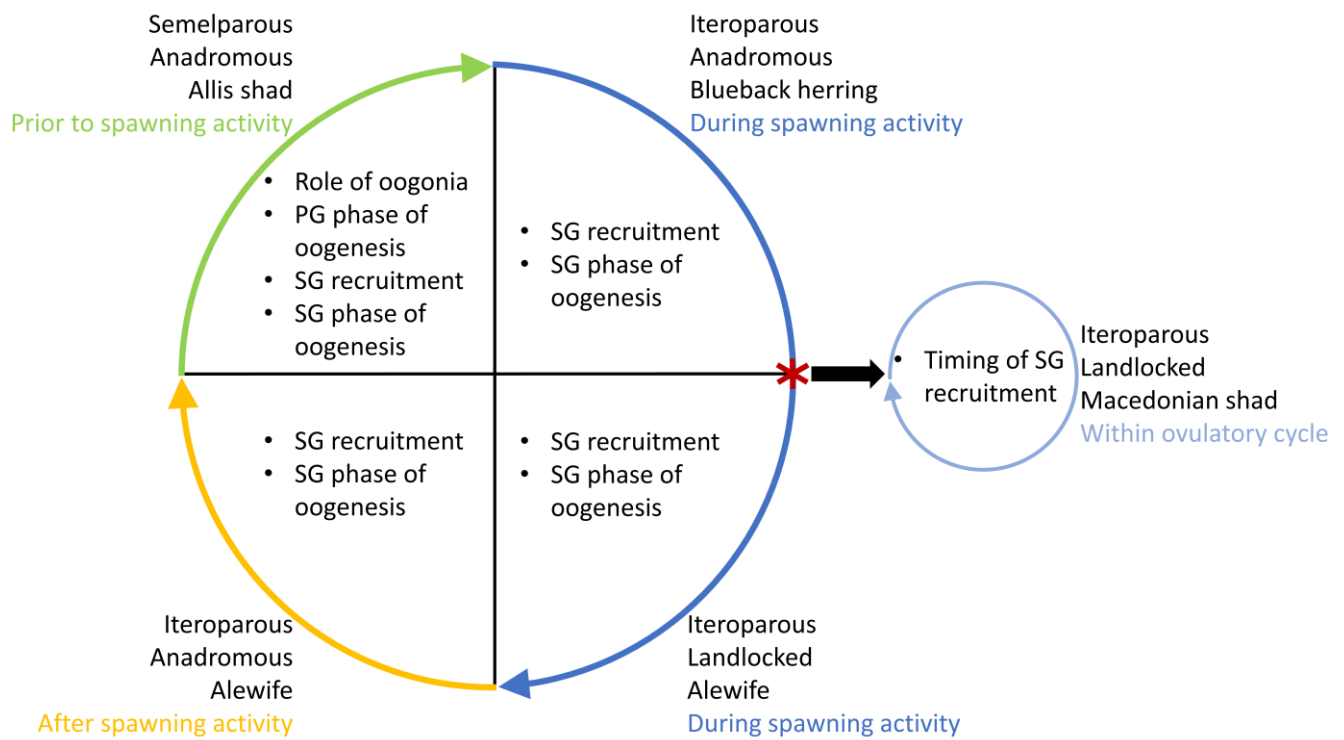 Semelparous
Anadromous
Allis shad
Prior to spawning activity
Iteroparous
Anadromous
Blueback herring
During spawning activity
• Role of oogonia
• PG phase of
oogenesis
• SG recruitment
• SG phase of
oogenesis
• SG recruitment
• SG phase of
oogenesis
• Timing of SG
recruitment
Iteroparous
Landlocked
Macedonian shad
Within ovulatory cycle
• SG recruitment
• SG phase of
oogenesis
• SG recruitment
• SG phase of
oogenesis
Iteroparous
Anadromous
Alewife
After spawning activity
Iteroparous
Landlocked
Alewife
During spawning activity